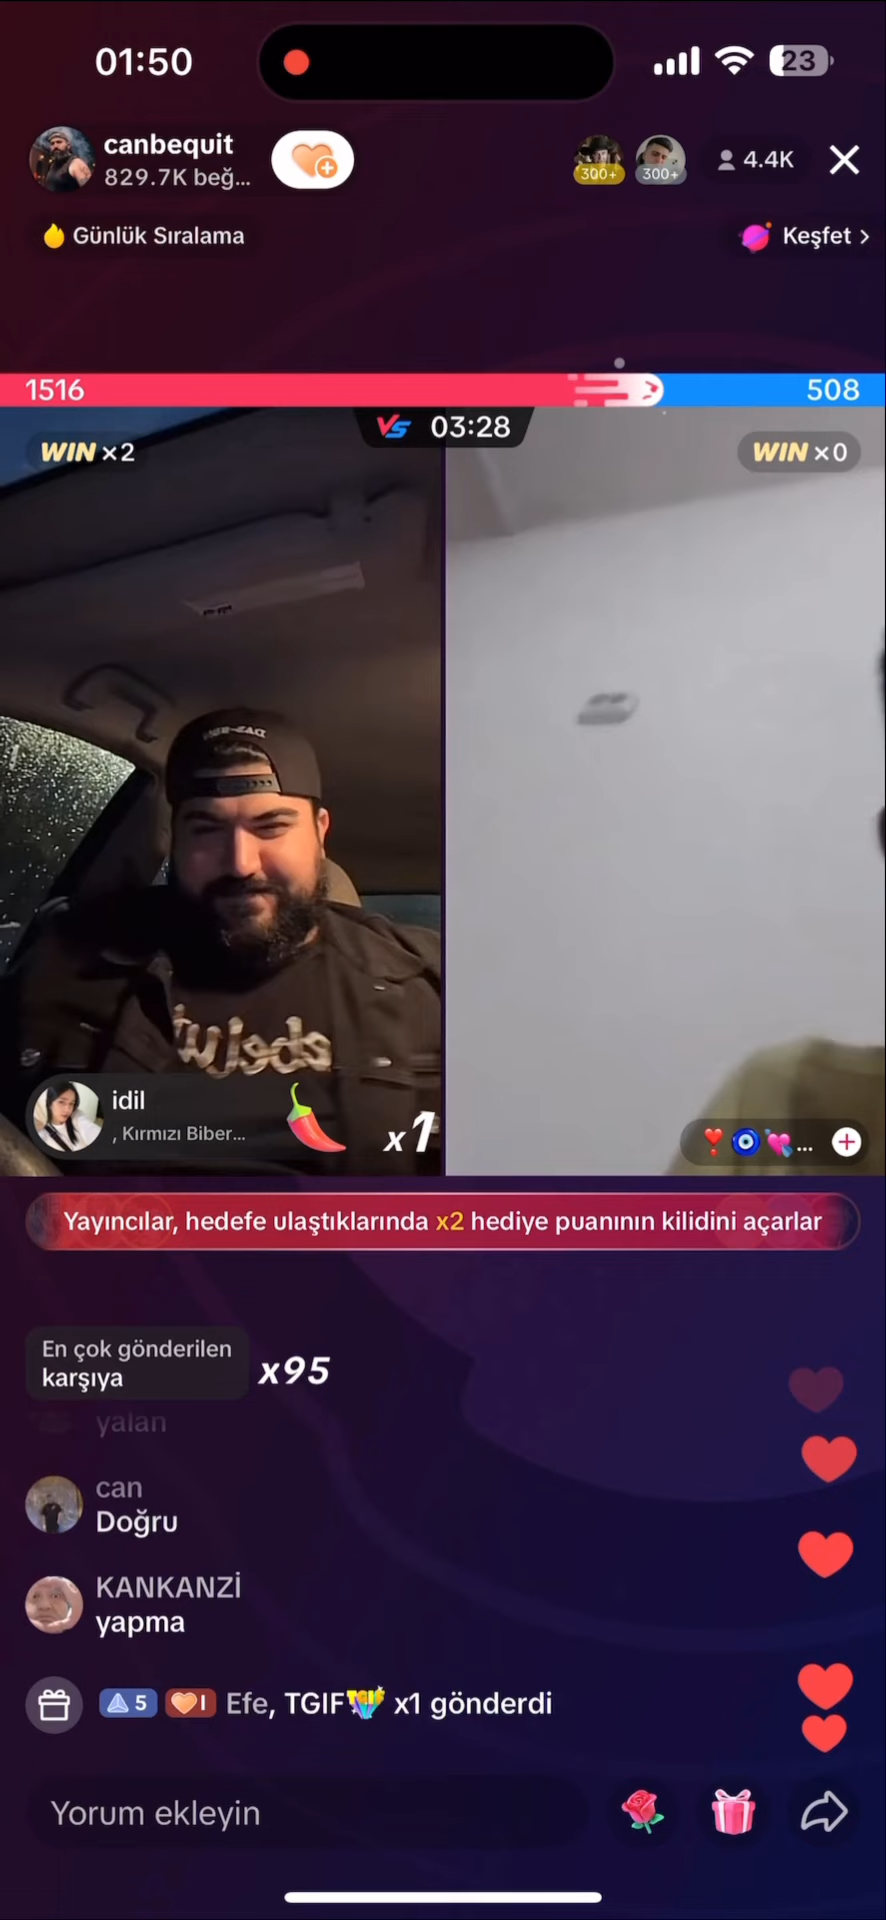 01:50
23
canbequit
829.7K beğ...
300+
300+
4.4K
Günlük Sıralama
Keşfet >
1516
508
VS 03:28
WIN x2
WIN x0
idil
, Kırmızı Biber...
x1
Yayıncılar, hedefe ulaştıklarında x2 hediye puanının kilidini açarlar
En çok gönderilen
karşıya
x95
yalan
can
Doğru
KANKANZİ
yapma
5 I Efe, TGIF x1 gönderdi
Yorum ekleyin